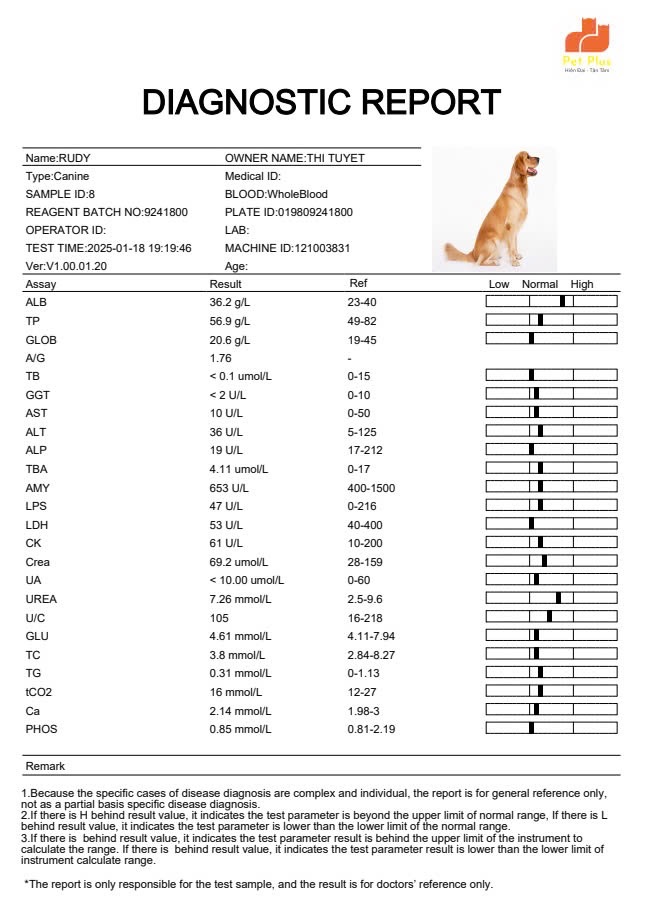 Pet Plus
Hiện Đại - Tận Tâm
DIAGNOSTIC REPORT
Name:RUDY OWNER NAME:THI TUYET
Type:Canine Medical ID:
SAMPLE ID:8 BLOOD:WholeBlood
REAGENT BATCH NO:9241800 PLATE ID:019809241800
OPERATOR ID: LAB:
TEST TIME:2025-01-18 19:19:46 MACHINE ID:121003831
Ver:V1.00.01.20 Age:
Assay Result Ref Low Normal High
ALB 36.2 g/L 23-40
TP 56.9 g/L 49-82
GLOB 20.6 g/L 19-45
A/G 1.76 -
TB < 0.1 umol/L 0-15
GGT < 2 U/L 0-10
AST 10 U/L 0-50
ALT 36 U/L 5-125
ALP 19 U/L 17-212
TBA 4.11 umol/L 0-17
AMY 653 U/L 400-1500
LPS 47 U/L 0-216
LDH 53 U/L 40-400
CK 61 U/L 10-200
Crea 69.2 umol/L 28-159
UA < 10.00 umol/L 0-60
UREA 7.26 mmol/L 2.5-9.6
U/C 105 16-218
GLU 4.61 mmol/L 4.11-7.94
TC 3.8 mmol/L 2.84-8.27
TG 0.31 mmol/L 0-1.13
tCO2 16 mmol/L 12-27
Ca 2.14 mmol/L 1.98-3
PHOS 0.85 mmol/L 0.81-2.19
Remark
1.Because the specific cases of disease diagnosis are complex and individual, the report is for general reference only,
not as a partial basis specific disease diagnosis.
2.If there is H behind result value, it indicates the test parameter is beyond the upper limit of normal range, If there is L
behind result value, it indicates the test parameter is lower than the lower limit of the normal range.
3.If there is  behind result value, it indicates the test parameter result is behind the upper limit of the instrument to
calculate the range. If there is  behind result value, it indicates the test parameter result is lower than the lower limit of
instrument calculate range.
*The report is only responsible for the test sample, and the result is for doctors’ reference only.